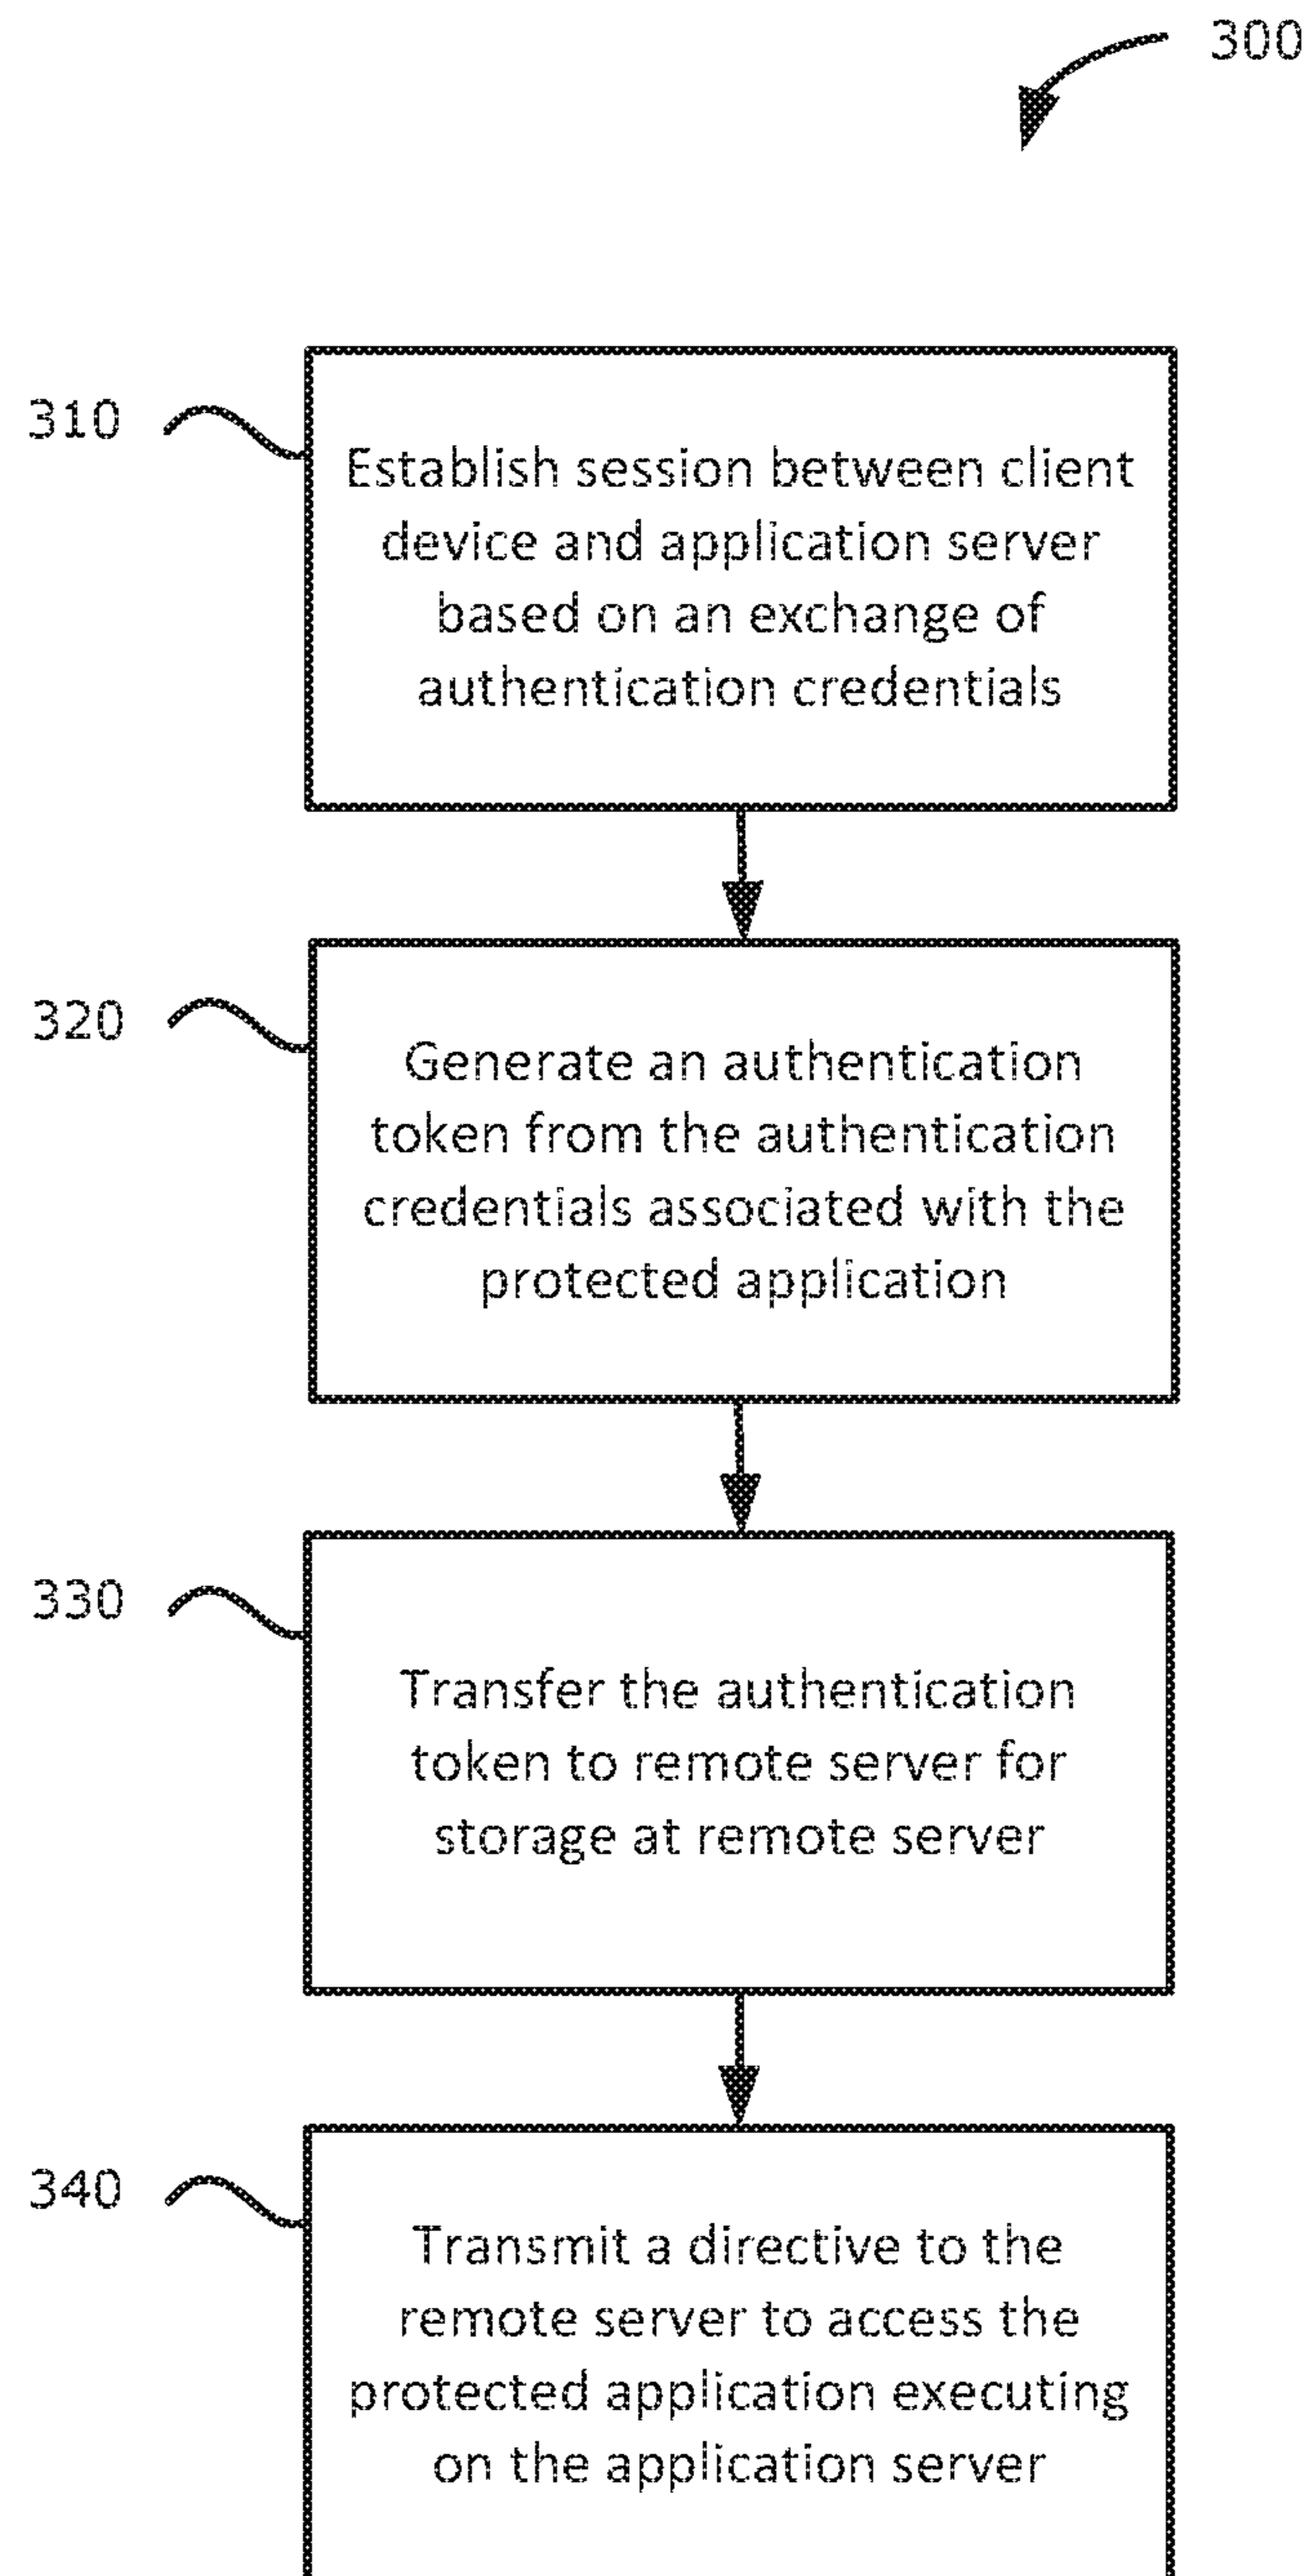 300
310
Establish session between client
device and application server
based on an exchange of
authentication credentials
320
Generate an authentication
token from the authentication
credentials associated with the
protected application
330
Transfer the authentication
token to remote server for
storage at remote server
340
Transmit a directive to the
remote server to access the
protected application executing
on the application server